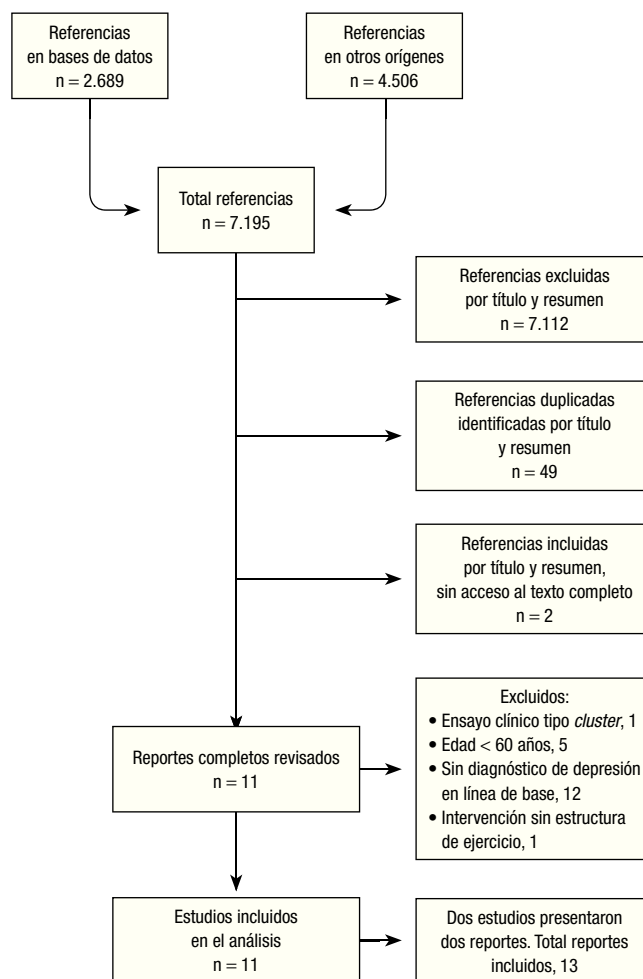 Referencias
en bases de datos
n = 2.689
Referencias
en otros orígenes
n = 4.506
Total referencias
n = 7.195
Referencias excluidas
por título y resumen
n = 7.112
Referencias duplicadas
identificadas por título
y resumen
n = 49
Referencias incluidas
por título y resumen,
sin acceso al texto completo
n = 2
Reportes completos revisados
n = 11
Excluidos:
• Ensayo clínico tipo cluster, 1
• Edad < 60 años, 5
• Sin diagnóstico de depresión
en línea de base, 12
• Intervención sin estructura
de ejercicio, 1
Estudios incluidos
en el análisis
n = 11
Dos estudios presentaron
dos reportes. Total reportes
incluidos, 13